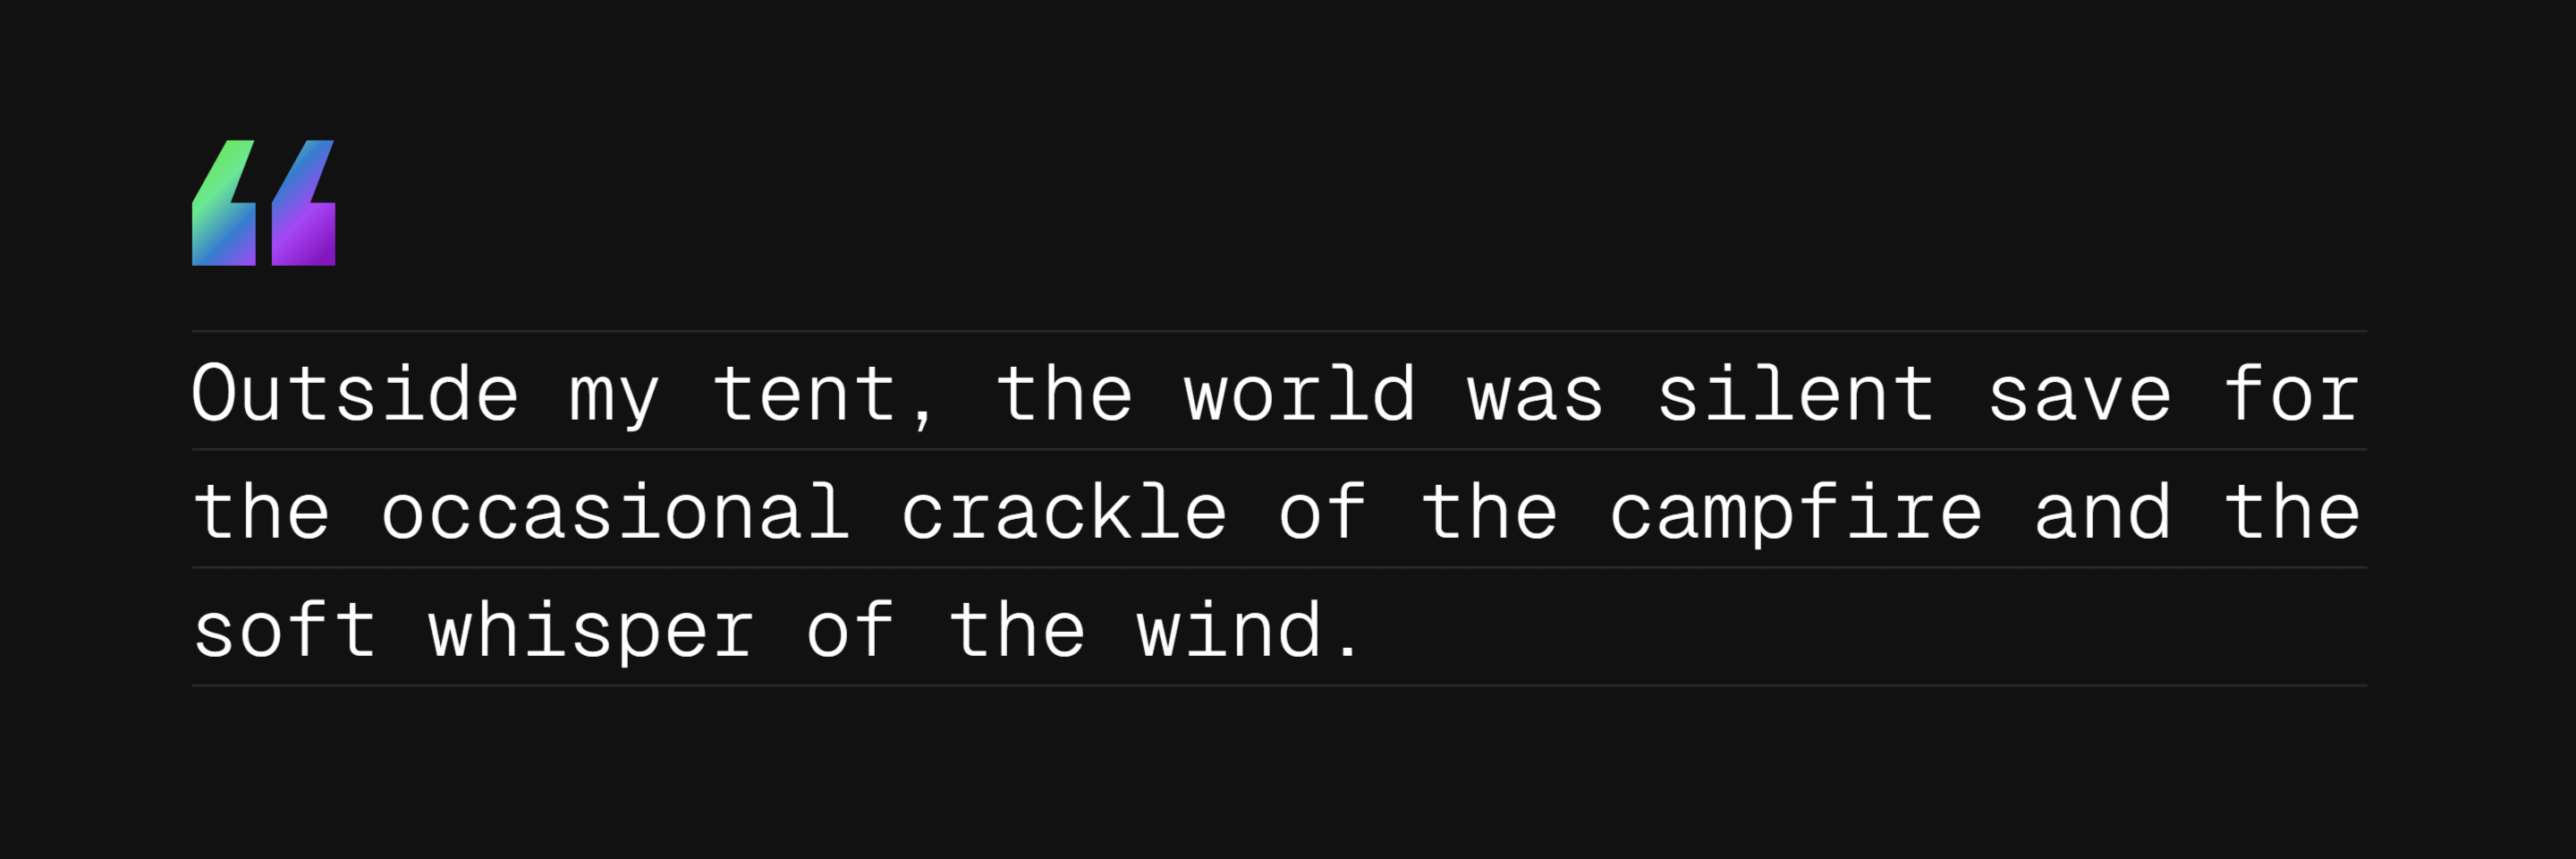 “
Outside my tent, the world was silent save for
the occasional crackle of the campfire and the
soft whisper of the wind.